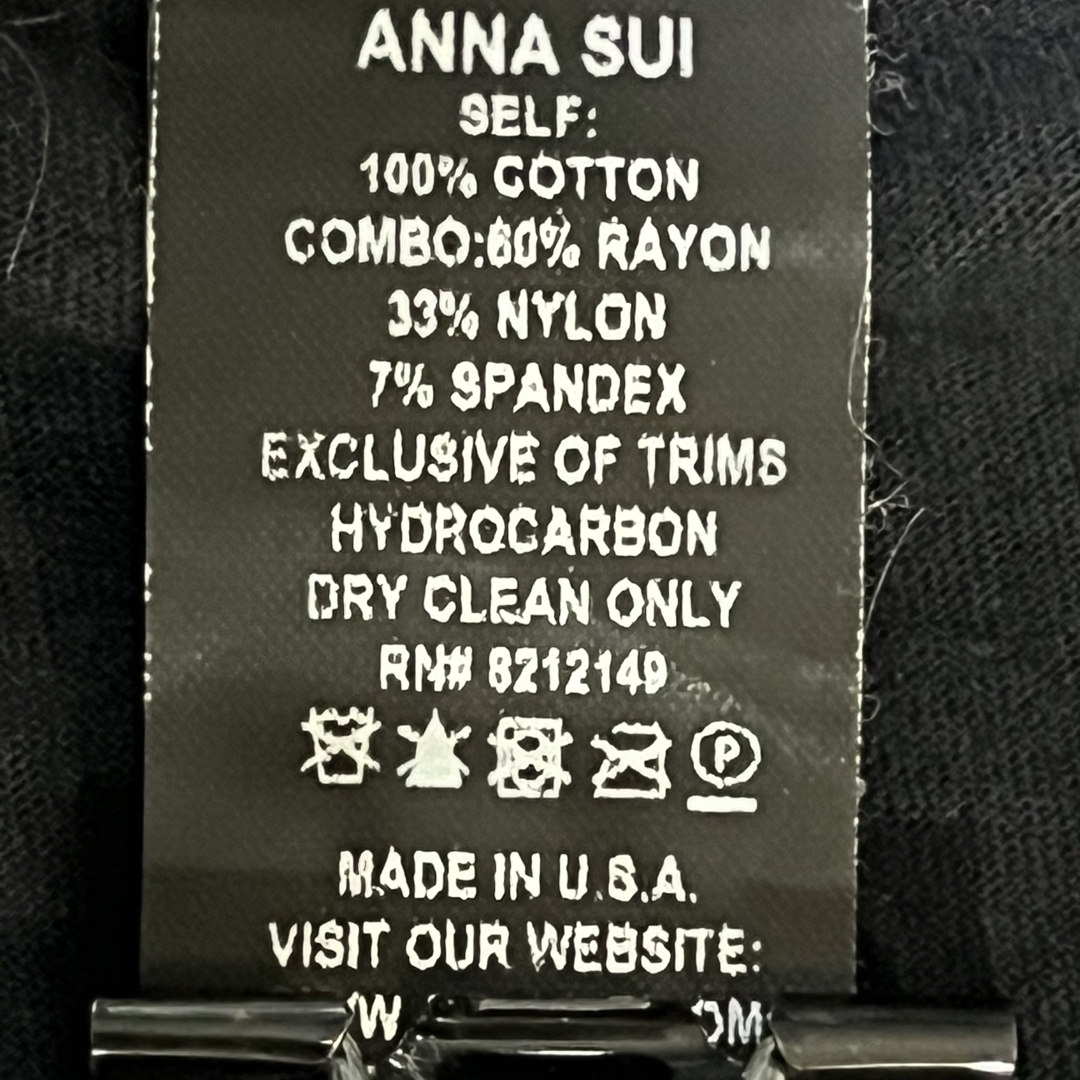 ANNA SUI
SELF:
100% COTTON
COMBO:60% RAYON
33% NYLON
7% SPANDEX
EXCLUSIVE OF TRIMS
HYDROCARBON
DRY CLEAN ONLY
RN# 8212149
P
MADE IN U.S.A.
VISIT OUR WEBSITE: